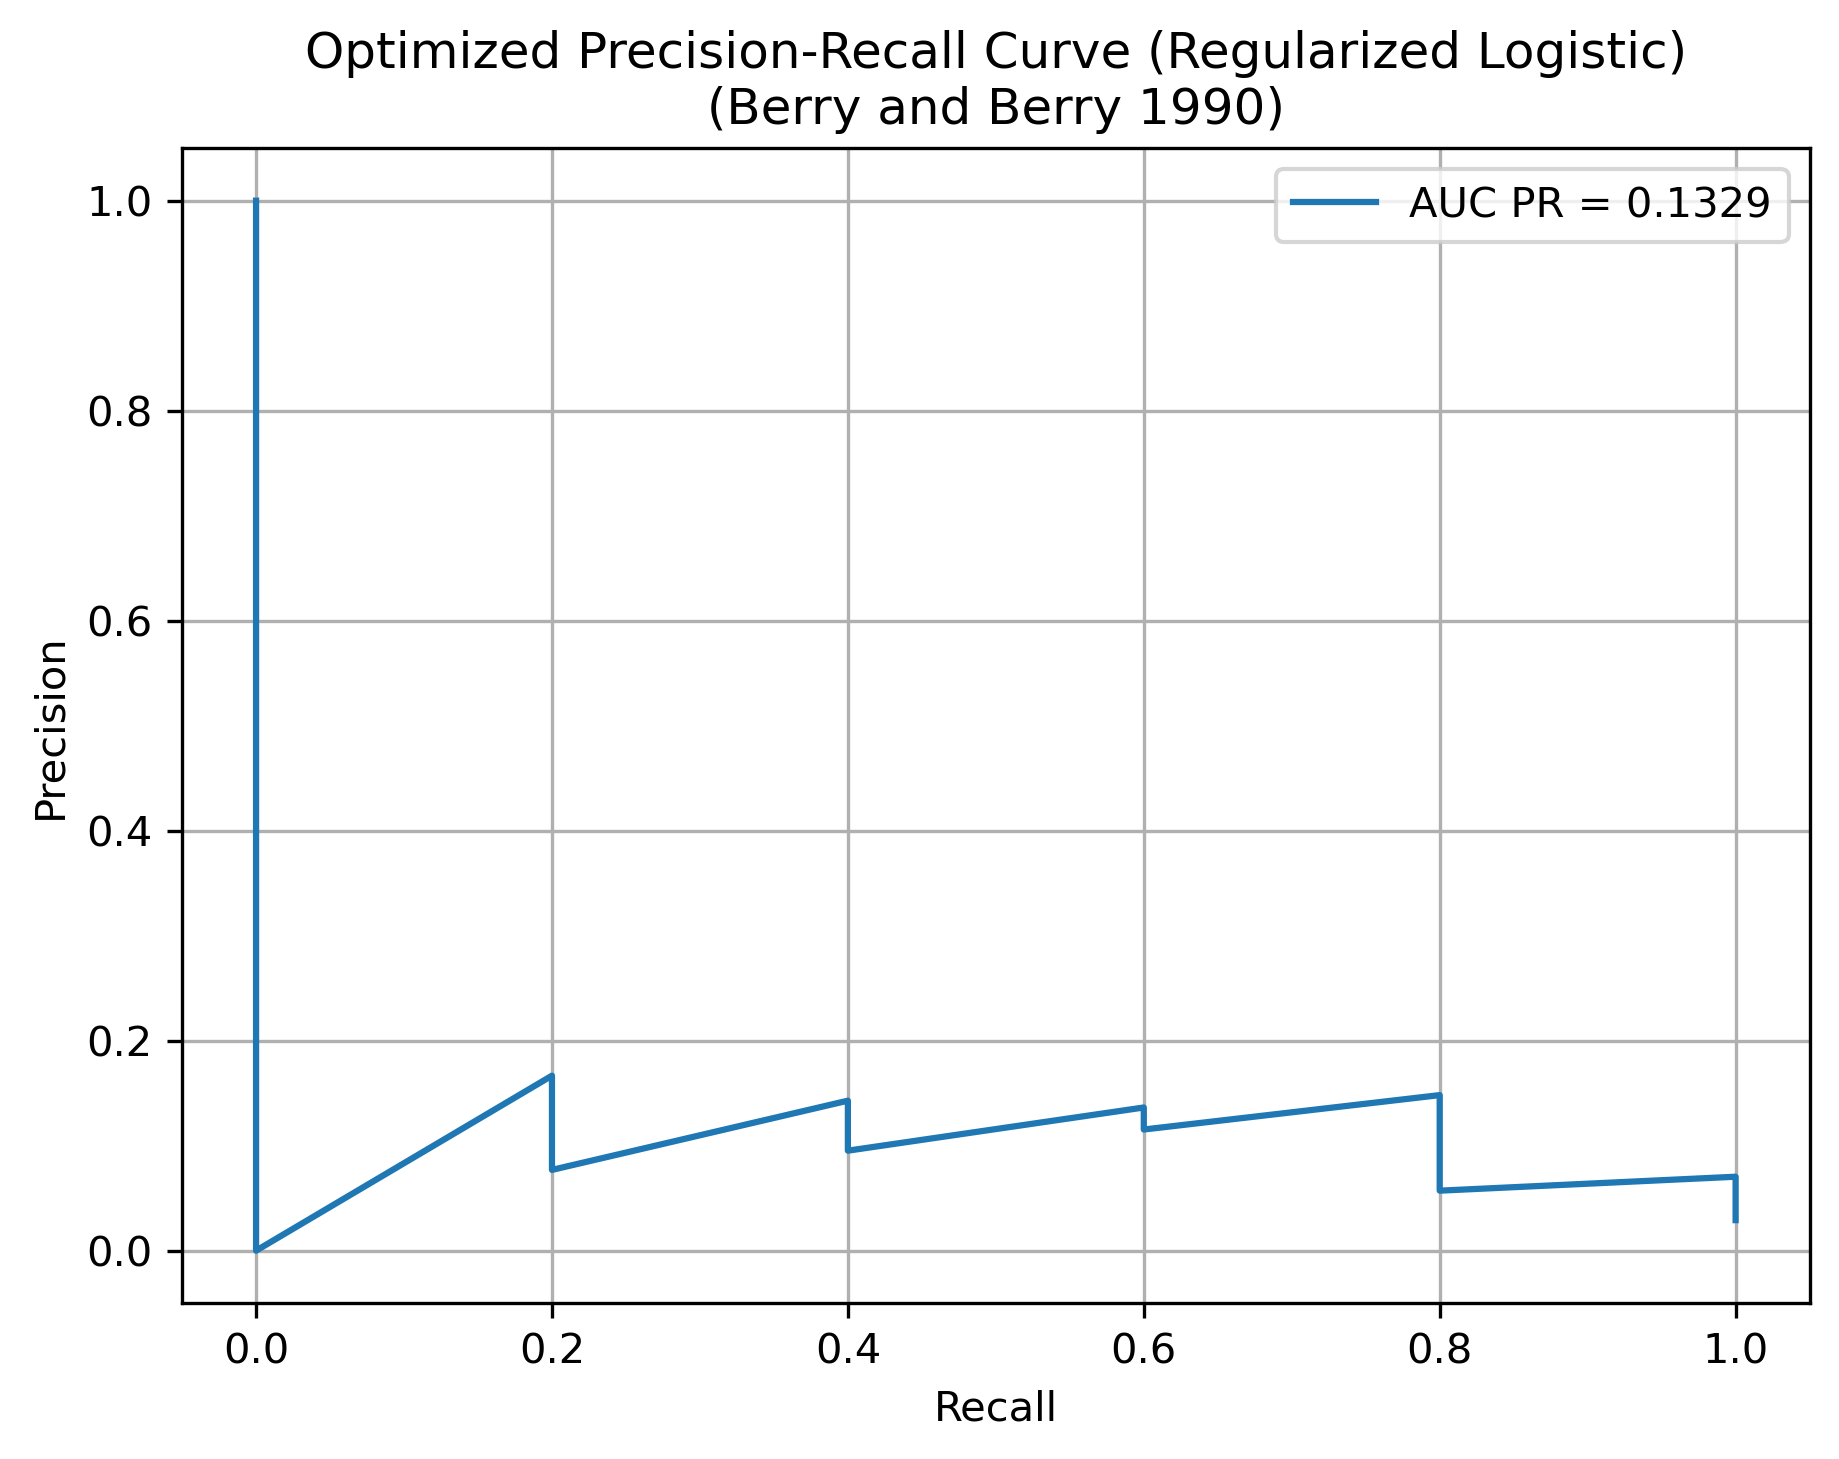 Optimized Precision-Recall Curve (Regularized Logistic)
(Berry and Berry 1990)
AUC PR = 0.1329
Precision
1.0
0.8
0.6
0.4
0.2
0.0
0.0 0.2 0.4 0.6 0.8 1.0
Recall